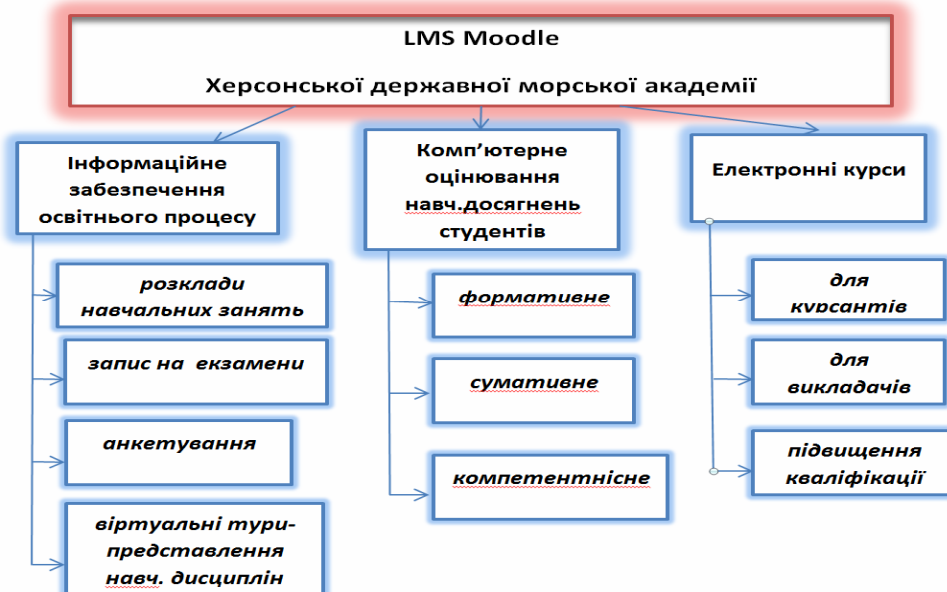 LMS Moodle
Херсонської державної морської академії
Інформаційне
забезпечення
освітнього процесу
розклади
навчальних занять
запис на екзамени
анкетування
віртуальні тури-
представлення
навч. дисциплін
Комп’ютерне
оцінювання
навч.досягнень
студентів
формативне
сумативне
компетентнісне
Електронні курси
для
курсантів
для
викладачів
підвищення
кваліфікації